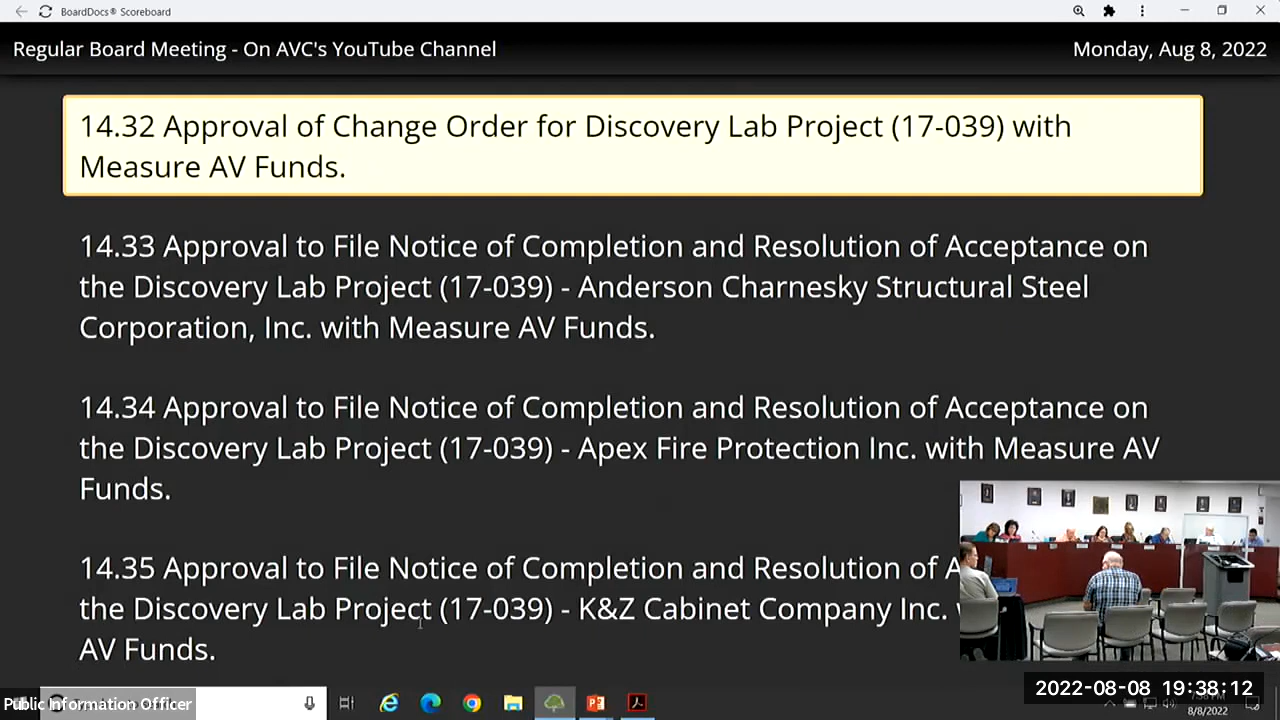 BoardDocs® Scoreboard
Regular Board Meeting - On AVC's YouTube Channel
Monday, Aug 8, 2022
14.32 Approval of Change Order for Discovery Lab Project (17-039) with
Measure AV Funds.
14.33 Approval to File Notice of Completion and Resolution of Acceptance on
the Discovery Lab Project (17-039) - Anderson Charnesky Structural Steel
Corporation, Inc. with Measure AV Funds.
14.34 Approval to File Notice of Completion and Resolution of Acceptance on
the Discovery Lab Project (17-039) - Apex Fire Protection Inc. with Measure AV
Funds.
14.35 Approval to File Notice of Completion and Resolution of
the Discovery Lab Project (17-039) - K&Z Cabinet Company Inc.
AV Funds.
Public Information Officer
2022-08-08 19:38:12
8/8/2022